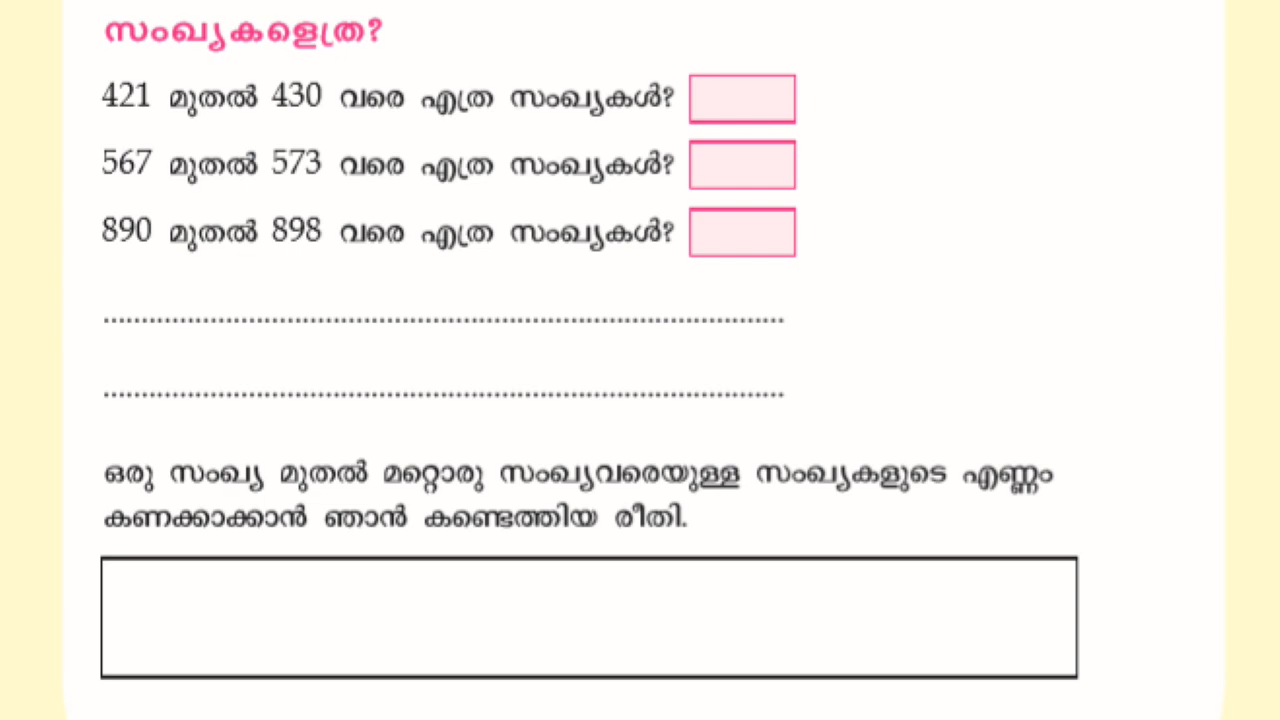 സംഖ്യകളെത്ര?
421 മുതൽ 430 വരെ എത്ര സംഖ്യകൾ?
567 മുതൽ 573 വരെ എത്ര സംഖ്യകൾ?
890 മുതൽ 898 വരെ എത്ര സംഖ്യകൾ?
..........................................................................................
..........................................................................................
ഒരു സംഖ്യ മുതൽ മറ്റൊരു സംഖ്യവരെയുള്ള സംഖ്യകളുടെ എണ്ണം
കണക്കാക്കാൻ ഞാൻ കണ്ടെത്തിയ രീതി.